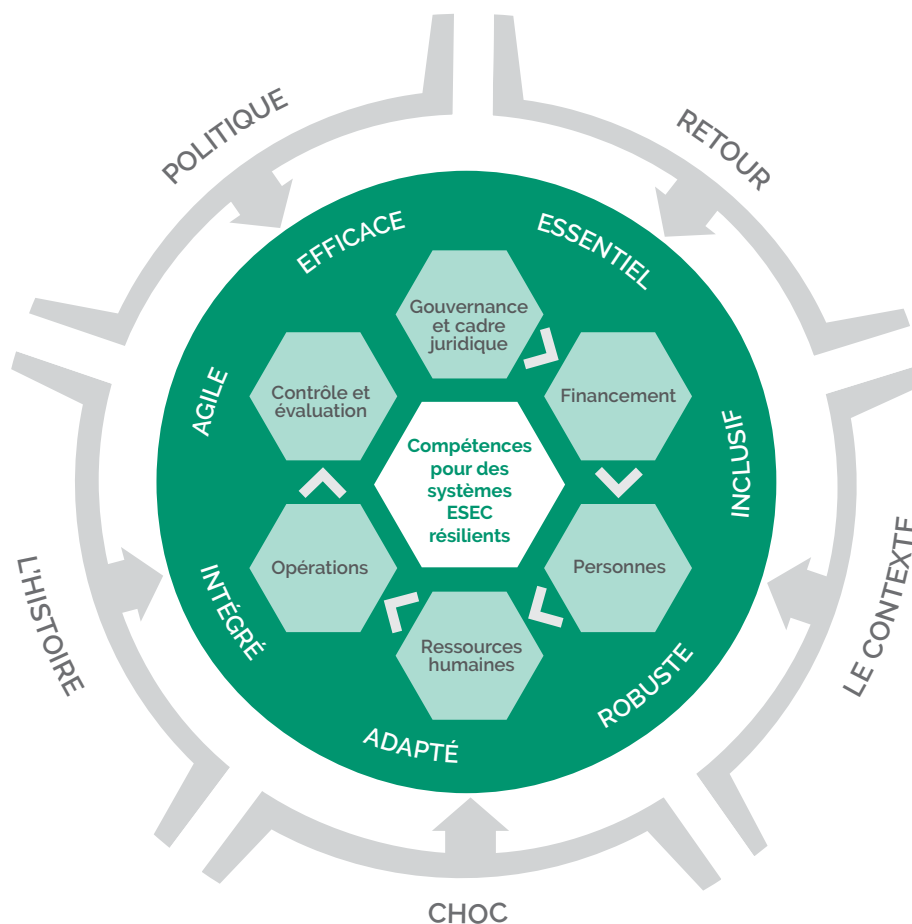 POLITIQUE
RETOUR
EFFICACE
ESSENTIEL
Gouvernance
et cadre
juridique
AGILE
Contrôle et
évaluation
Financement
INCLUSIF
Compétences
pour des
systèmes
ESEC
résilients
Opérations
Personnes
L'HISTOIRE
LE CONTEXTE
INTÉGRÉ
Ressources
humaines
ROBUSTE
ADAPTÉ
CHOC